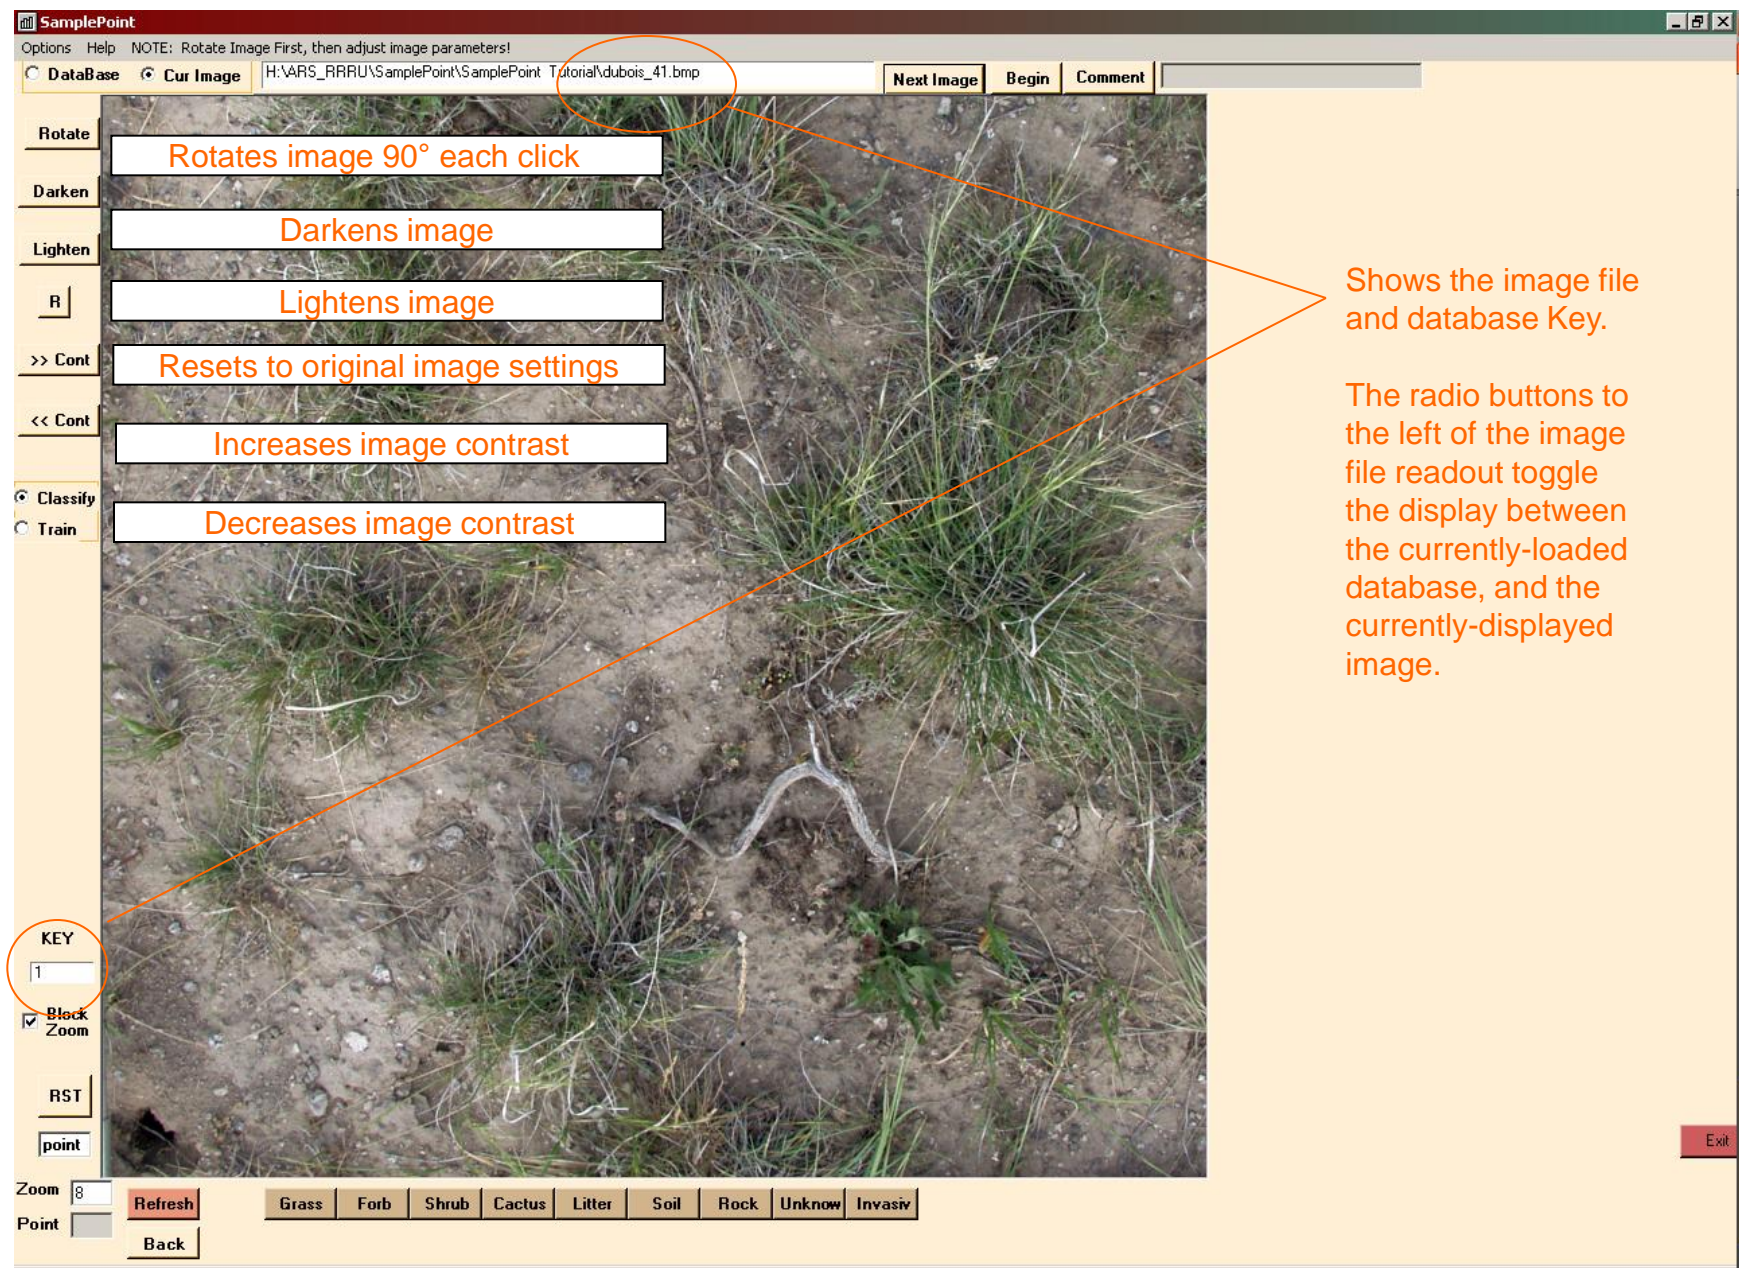 SamplePoint
Options Help NOTE: Rotate Image First, then adjust image parameters!
DataBase Cur Image H:\ARS_RRRU\SamplePoint\SamplePoint Tutorial\dubois_41.bmp Next Image Begin Comment
Rotate
Rotates image 90° each click
Darken
Darkens image
Lighten
Lightens image
R
Resets to original image settings
>> Cont
Increases image contrast
<< Cont
Decreases image contrast
Classify
Train
Shows the image file
and database Key.
The radio buttons to
the left of the image
file readout toggle
the display between
the currently-loaded
database, and the
currently-displayed
image.
KEY
1
Block
Zoom
RST
point
Exit
Zoom 8
Refresh Grass Forb Shrub Cactus Litter Soil Rock Unknow Invasiv
Point
Back